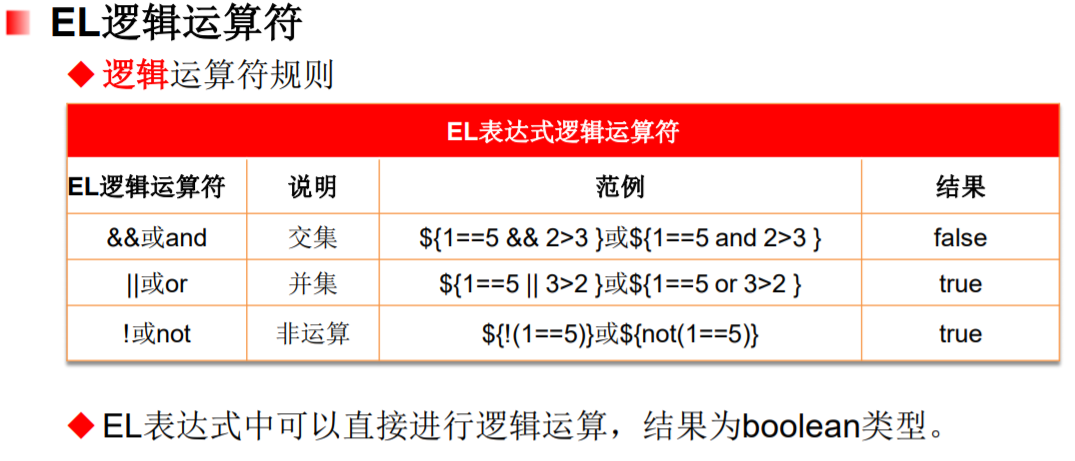 EL逻辑运算符
逻辑运算符规则
EL表达式逻辑运算符
EL逻辑运算符 说明 范例 结果
&&或and 交集 ${1==5 && 2>3 }或${1==5 and 2>3 } false
||或or 并集 ${1==5 || 3>2 }或${1==5 or 3>2 } true
!或not 非运算 ${!(1==5)}或${not(1==5)} true
EL表达式中可以直接进行逻辑运算，结果为boolean类型。